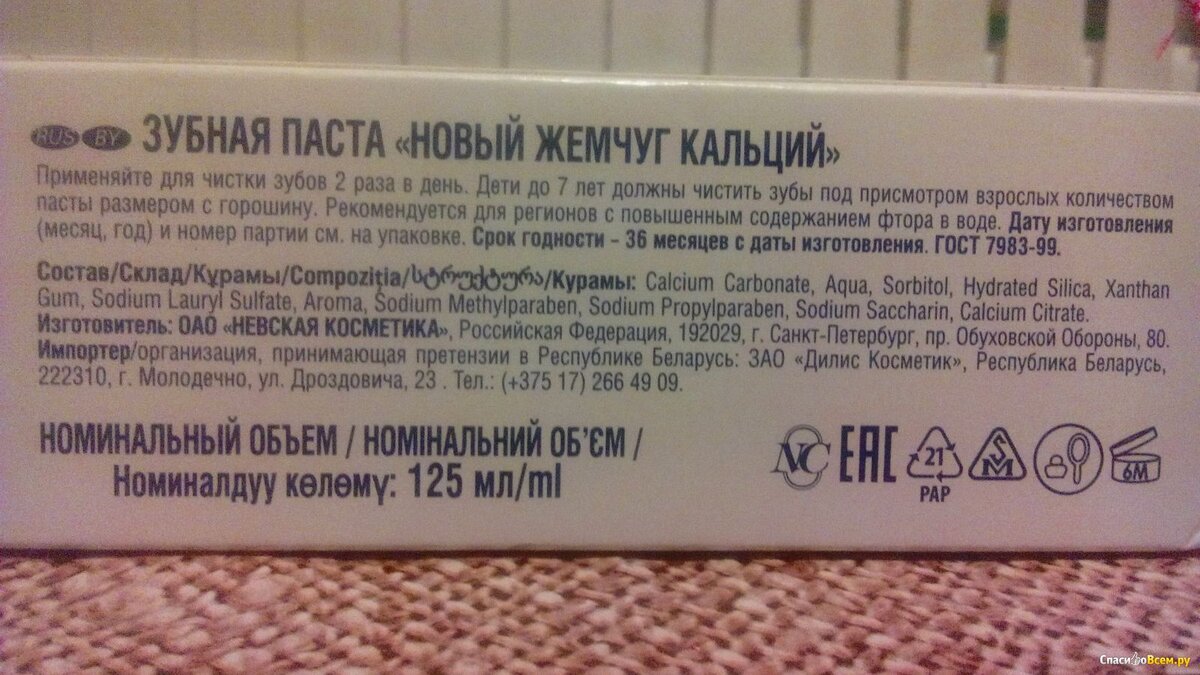 RUS BY ЗУБНАЯ ПАСТА «НОВЫЙ ЖЕМЧУГ КАЛЬЦИЙ»
Применяйте для чистки зубов 2 раза в день. Дети до 7 лет должны чистить зубы под присмотром взрослых количеством
пасты размером с горошину. Рекомендуется для регионов с повышенным содержанием фтора в воде. Дату изготовления
(месяц, год) и номер партии см. на упаковке. Срок годности – 36 месяцев с даты изготовления. ГОСТ 7983-99.
Состав/Склад/Құрамы/Compoziţia/სტრუქტურა/Курамы: Calcium Carbonate, Aqua, Sorbitol, Hydrated Silica, Xanthan
Gum, Sodium Lauryl Sulfate, Aroma, Sodium Methylparaben, Sodium Propylparaben, Sodium Saccharin, Calcium Citrate.
Изготовитель: ОАО «НЕВСКАЯ КОСМЕТИКА», Российская Федерация, 192029, г. Санкт-Петербург, пр. Обуховской Обороны, 80.
Импортер/организация, принимающая претензии в Республике Беларусь: ЗАО «Дилис Косметик», Республика Беларусь,
222310, г. Молодечно, ул. Дроздовича, 23 . Тел.: (+375 17) 266 49 09.
НОМИНАЛЬНЫЙ ОБЪЕМ / НОМІНАЛЬНИЙ ОБ'ЄМ /
Номиналдуу көлөмү: 125 мл/ml
NC EAC 21 SM 6M
PAP
СпасибоВсем.ру